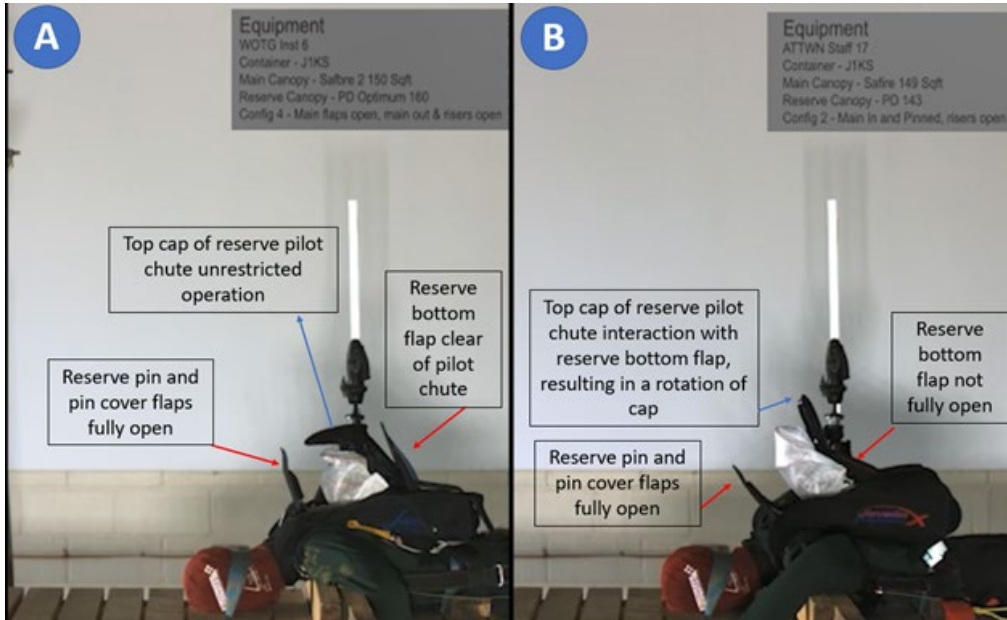 A
Equipment
WOTG Inst 6
Container - J1KS
Main Canopy - Safbre 2 150 Sqft
Reserve Canopy - PD Optimum 160
Config 4 - Main flaps open, main out & risers open
Top cap of reserve pilot
chute unrestricted
operation
Reserve
bottom
flap clear
of pilot
chute
Reserve pin and
pin cover flaps
fully open
B
Equipment
ATTWN Staff 17
Container - J1KS
Main Canopy - Safire 149 Sqft
Reserve Canopy - PD 143
Config 2 - Main In and Pinned, risers open
Top cap of reserve pilot
chute interaction with
reserve bottom flap,
resulting in a rotation of
cap
Reserve
bottom
flap not
fully open
Reserve pin and
pin cover flaps
fully open